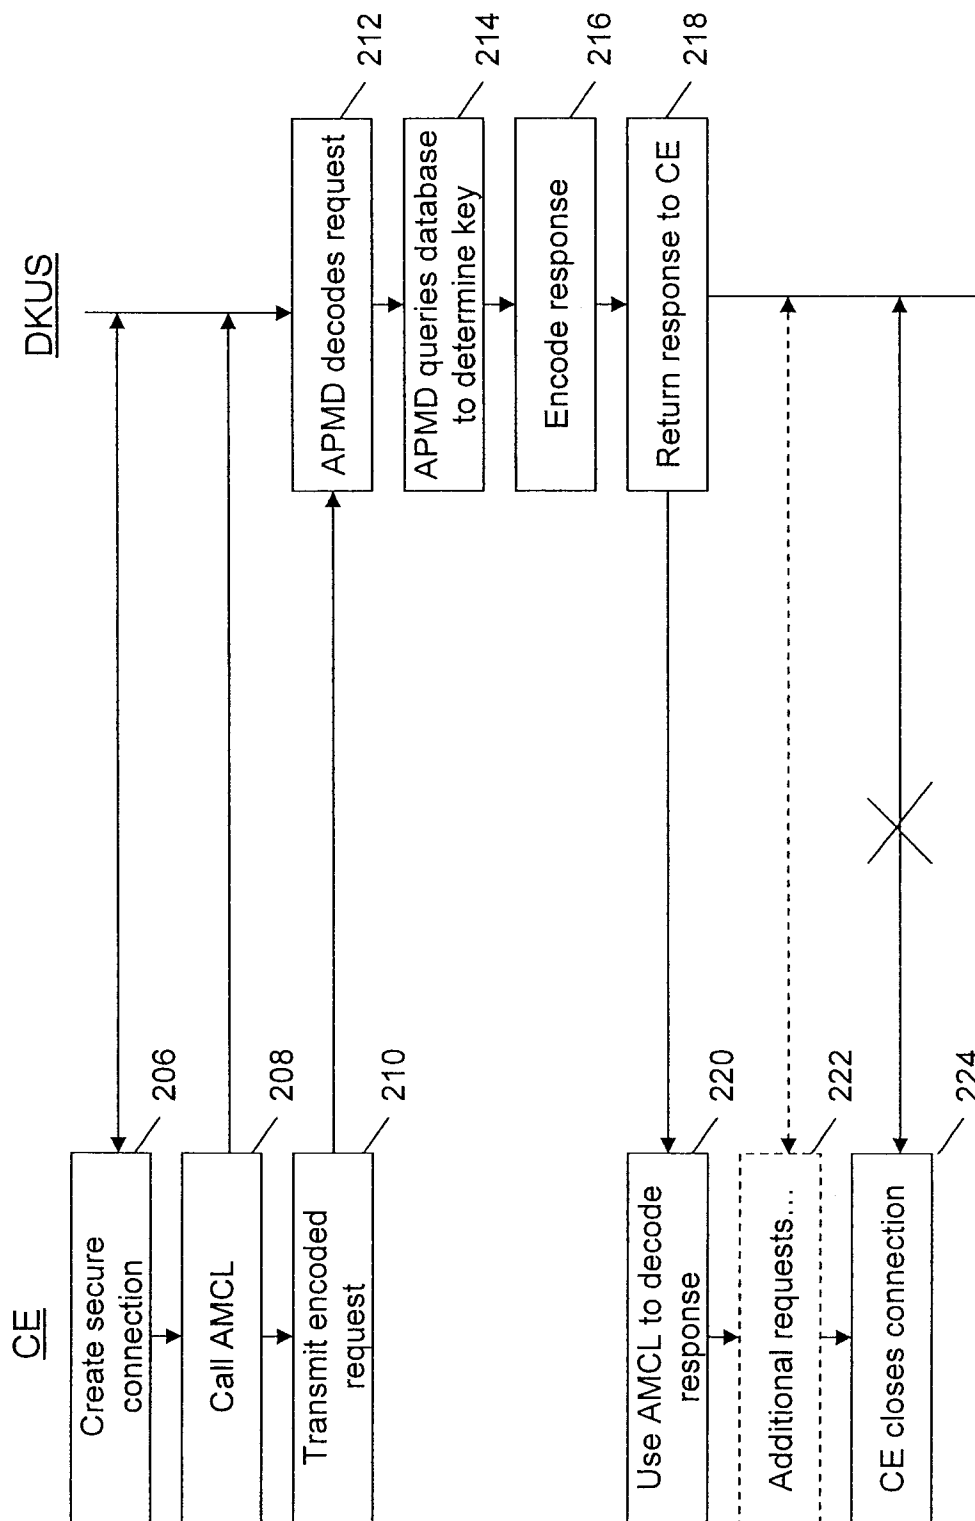 CE
DKUS
Create secure
connection
206
Call AMCL
208
Transmit encoded
request
210
APMD decodes request
212
APMD queries database
to determine key
214
Encode response
216
Return response to CE
218
Use AMCL to decode
response
220
Additional requests...
222
CE closes connection
224